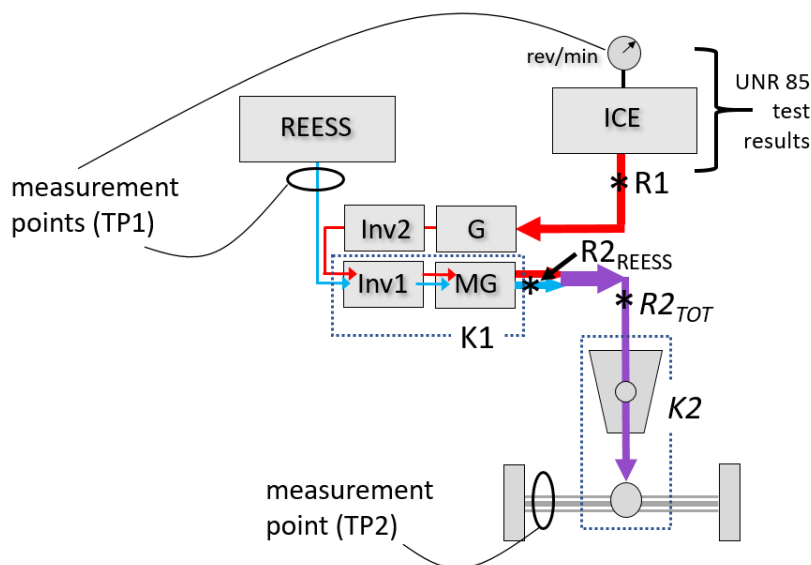 rev/min
UNR 85
test
results
REESS
ICE
measurement
points (TP1)
R1
Inv2
G
R2REESS
Inv1
MG
R2TOT
K1
K2
measurement
point (TP2)